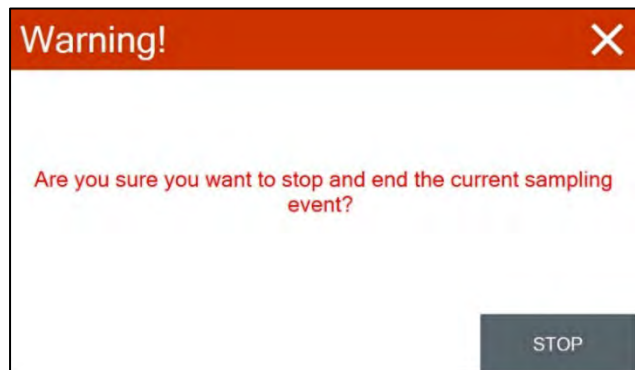 Warning!
Are you sure you want to stop and end the current sampling
event?
STOP